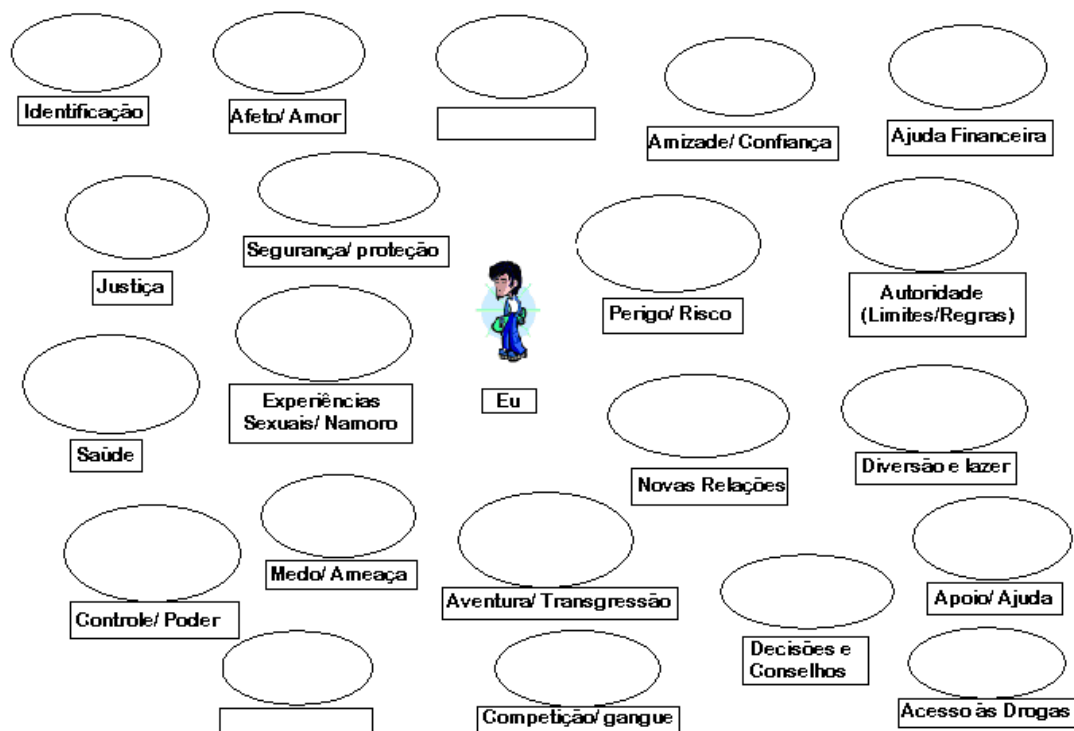 Identificação
Afeto/ Amor
Amizade/ Confiança
Ajuda Financeira
Segurança/ proteção
Justiça
Perigo/ Risco
Autoridade
(Limites/Regras)
Experiências
Sexuais/ Namoro
Eu
Saúde
Diversão e lazer
Novas Relações
Medo/ Ameaça
Controle/ Poder
Aventura/ Transgressão
Apoio/ Ajuda
Decisões e
Conselhos
Competição/ gangue
Acesso às Drogas